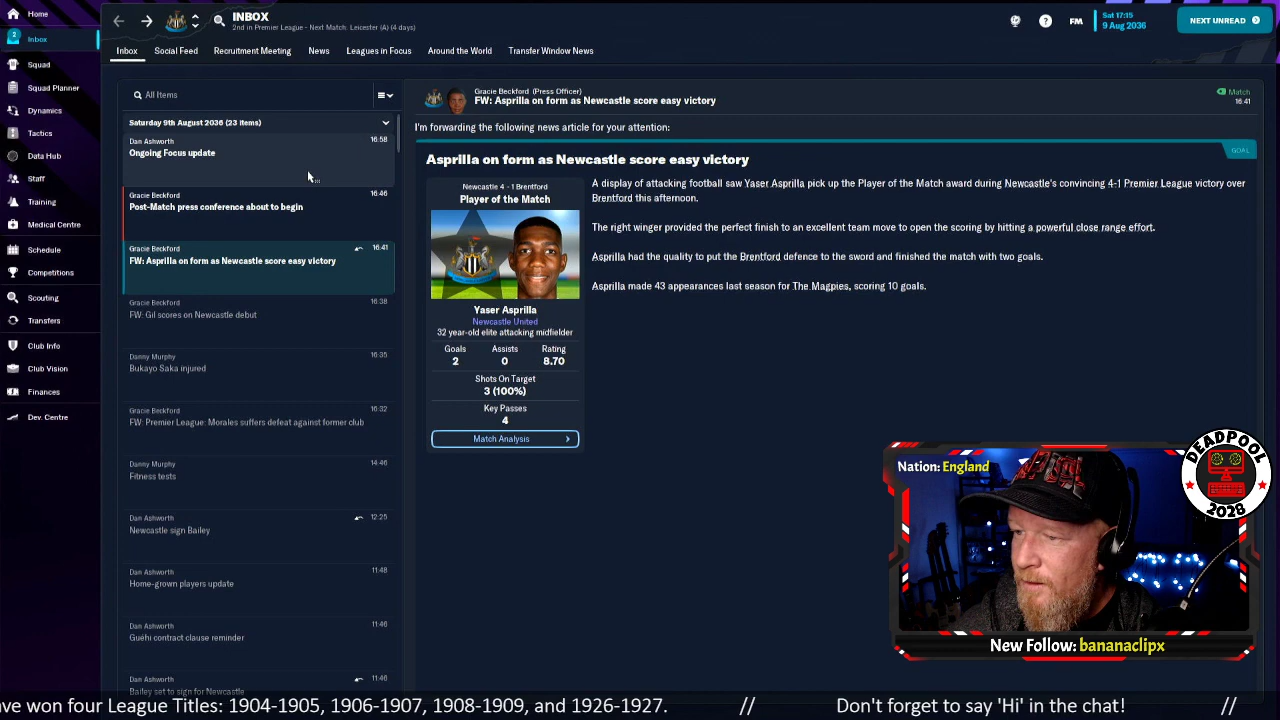 Home
2
Inbox
Squad
Squad Planner
Dynamics
Tactics
Data Hub
Staff
Training
Medical Centre
Schedule
Competitions
Scouting
Transfers
Club Info
Club Vision
Finances
Dev. Centre
INBOX
2nd in Premier League - Next Match: Leicester (A) (4 days)
?
FM
Sat 17:15
9 Aug 2036
NEXT UNREAD
Inbox
Social Feed
Recruitment Meeting
News
Leagues in Focus
Around the World
Transfer Window News
All Items
Saturday 9th August 2036 (23 items)
Dan Ashworth
16:58
Ongoing Focus update
Gracie Beckford
16:46
Post-Match press conference about to begin
Gracie Beckford
16:41
FW: Asprilla on form as Newcastle score easy victory
Gracie Beckford
16:38
FW: Gil scores on Newcastle debut
Danny Murphy
16:35
Bukayo Saka injured
Gracie Beckford
16:32
FW: Premier League: Morales suffers defeat against former club
Danny Murphy
14:46
Fitness tests
Dan Ashworth
12:25
Newcastle sign Bailey
Dan Ashworth
11:48
Home-grown players update
Dan Ashworth
11:46
Guéhi contract clause reminder
Dan Ashworth
11:46
Bailey set to sign for Newcastle
Gracie Beckford (Press Officer)
FW: Asprilla on form as Newcastle score easy victory
Match
16:41
I'm forwarding the following news article for your attention:
GOAL
Asprilla on form as Newcastle score easy victory
Newcastle 4 - 1 Brentford
Player of the Match
Yaser Asprilla
Newcastle United
32 year-old elite attacking midfielder
Goals Assists Rating
2 0 8.70
Shots On Target
3 (100%)
Key Passes
4
Match Analysis
A display of attacking football saw Yaser Asprilla pick up the Player of the Match award during Newcastle's convincing 4-1 Premier League victory over
Brentford this afternoon.
The right winger provided the perfect finish to an excellent team move to open the scoring by hitting a powerful close range effort.
Asprilla had the quality to put the Brentford defence to the sword and finished the match with two goals.
Asprilla made 43 appearances last season for The Magpies, scoring 10 goals.
Nation: England
DEADPOOL
2028
New Follow: bananaclipx
ave won four League Titles: 1904-1905, 1906-1907, 1908-1909, and 1926-1927. // Don't forget to say 'Hi' in the chat! //